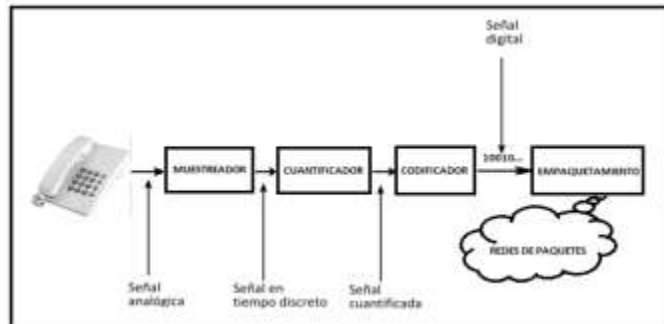 Señal
digital
10010...
MUESTREADOR
CUANTIFICADOR
CODIFICADOR
EMPAQUETAMIENTO
REDES DE PAQUETES
Señal
analógica
Señal en
tiempo discreto
Señal
cuantificada